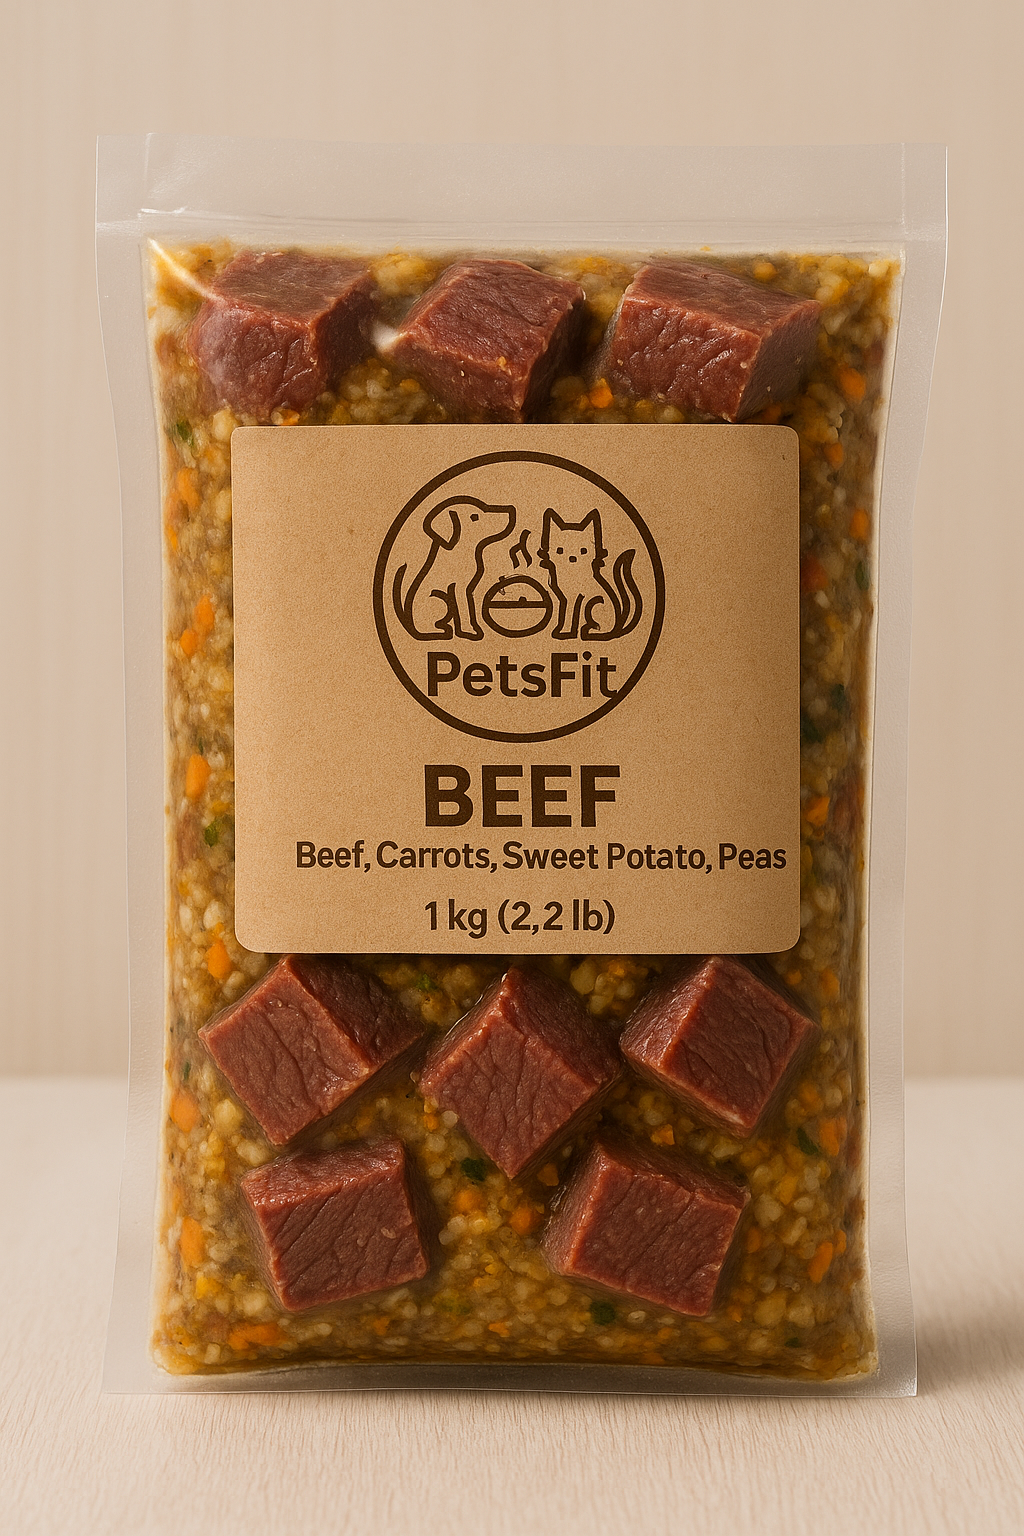 PetsFit
BEEF
Beef, Carrots, Sweet Potato, Peas
1 kg (2,2 lb)